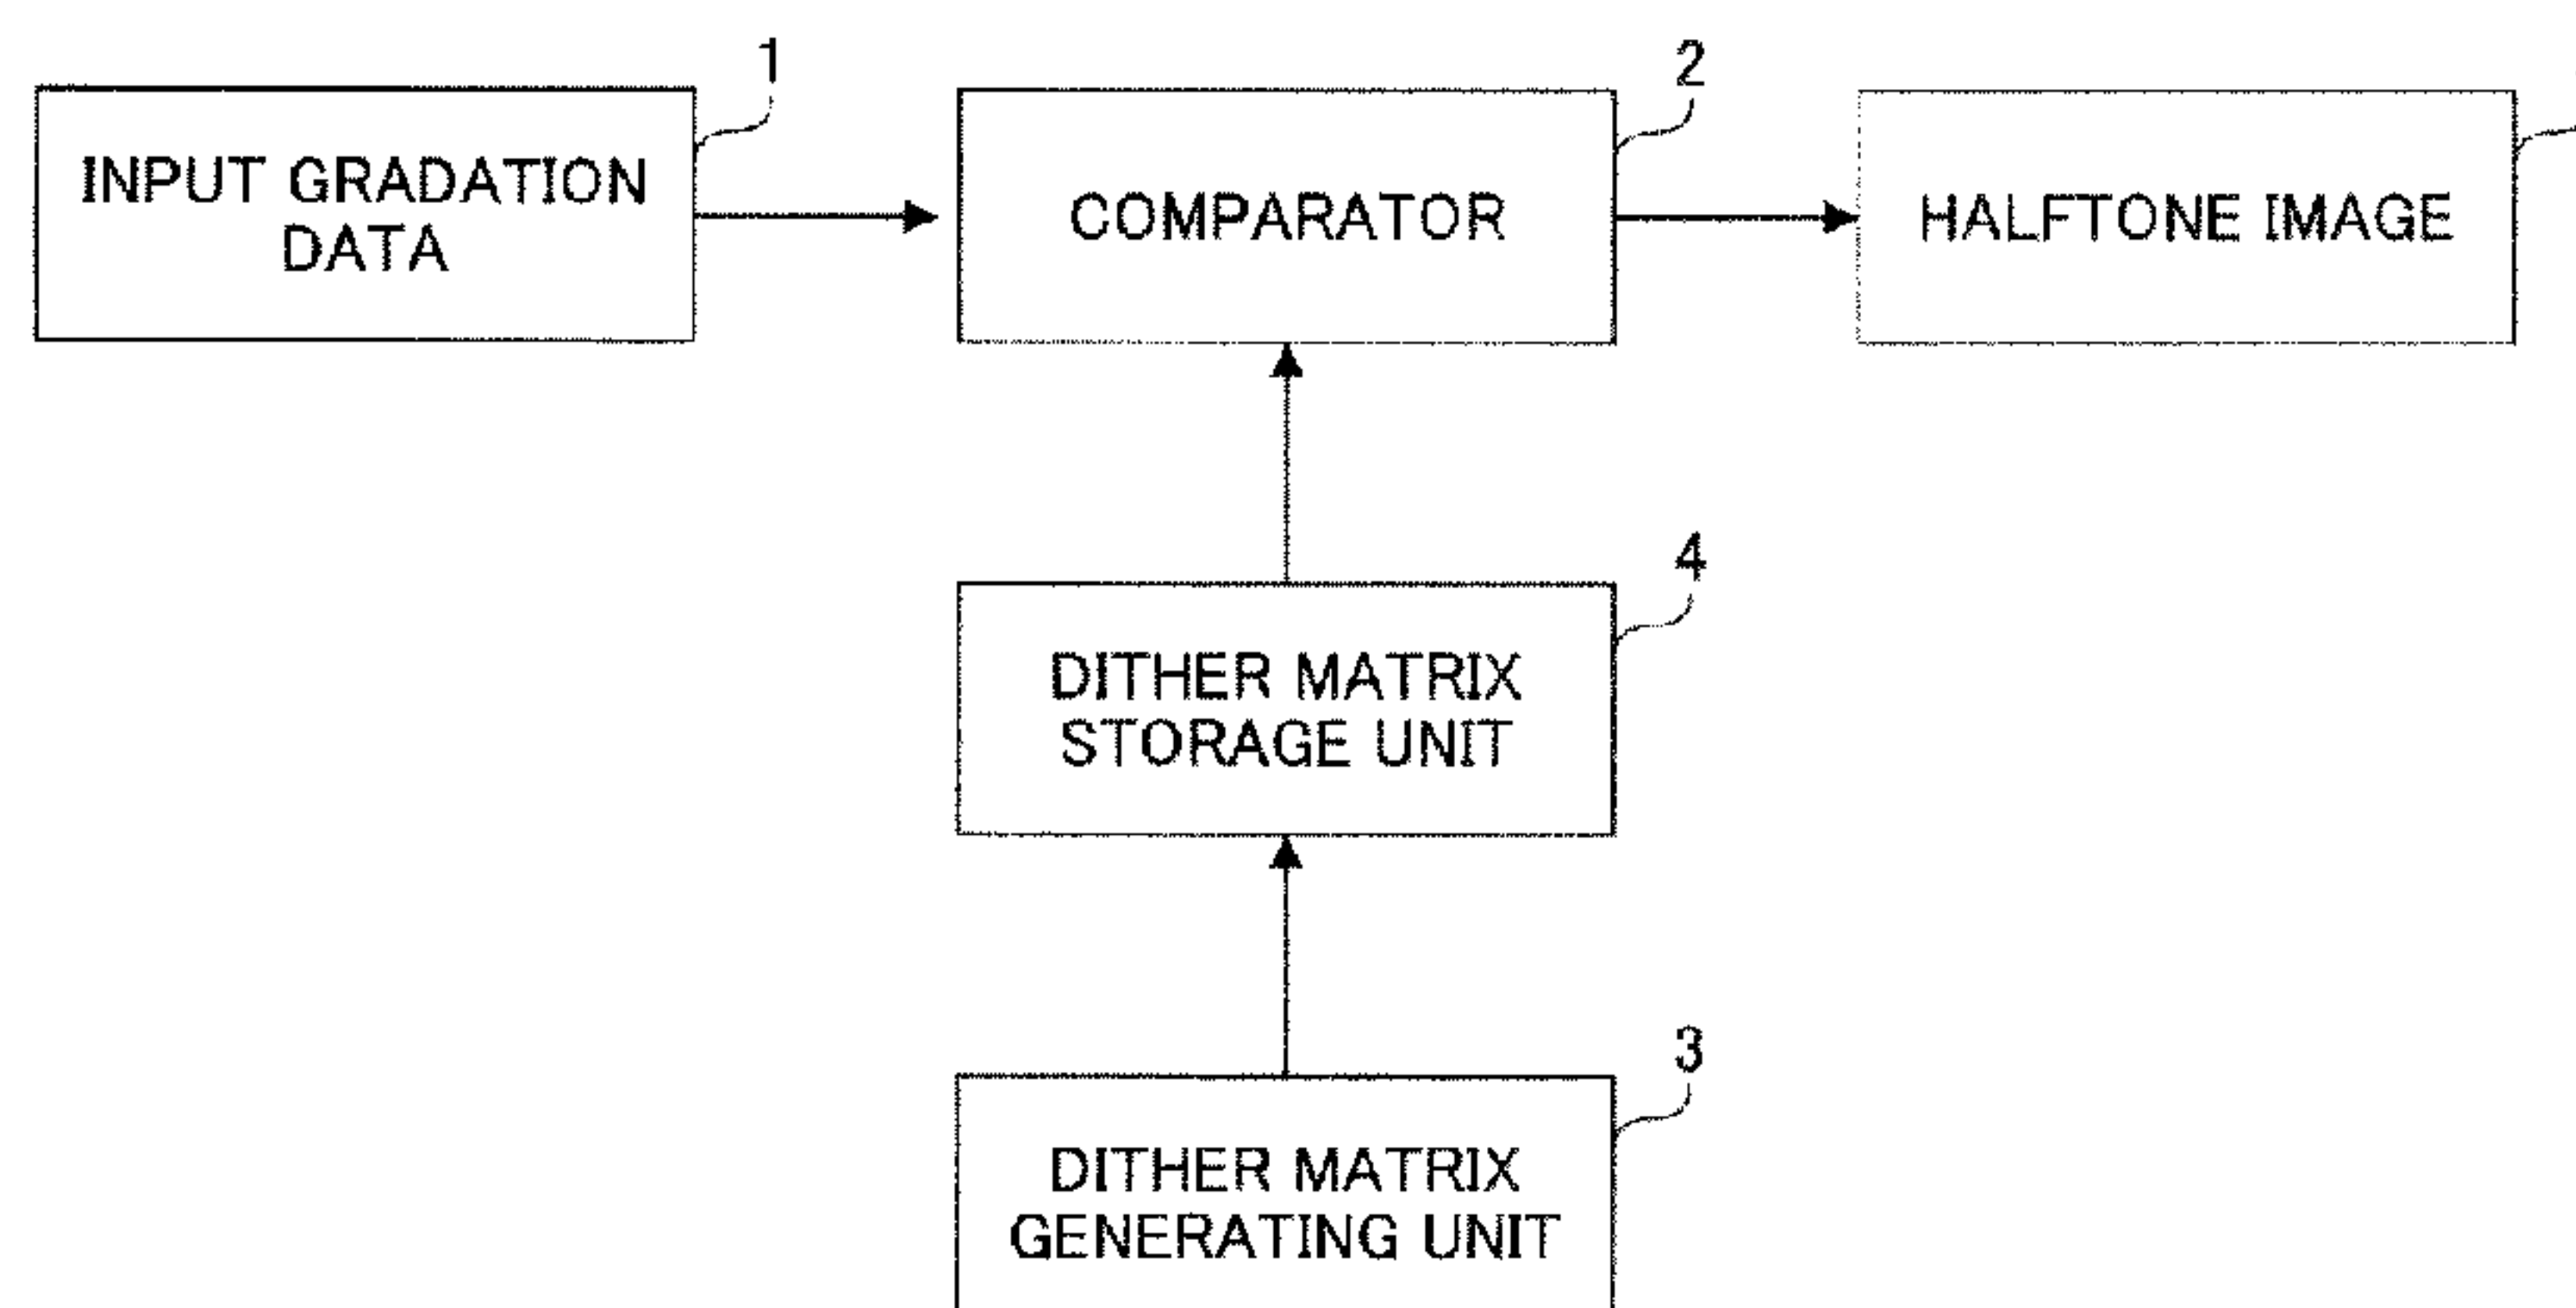 1
INPUT GRADATION
DATA
2
COMPARATOR
HALFTONE IMAGE
4
DITHER MATRIX
STORAGE UNIT
3
DITHER MATRIX
GENERATING UNIT